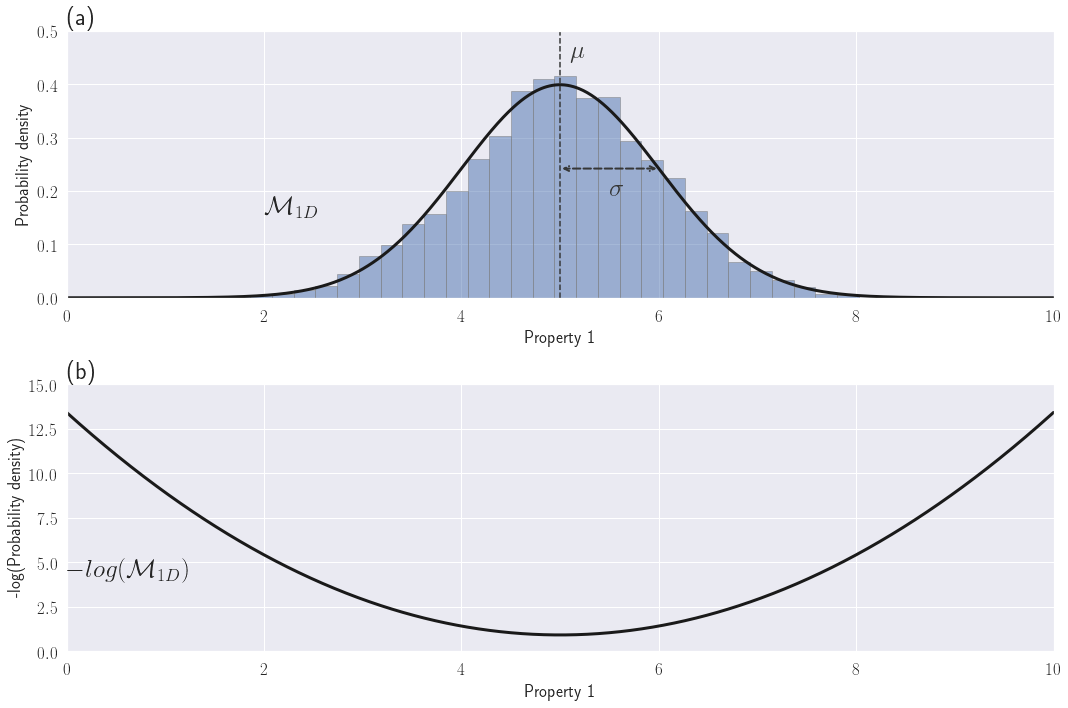 (a)
0.5
μ
0.4
0.3
σ
0.2
ℳ1D
0.1
0.0
Probability density
0 2 4 6 8 10
Property 1
(b)
15.0
12.5
10.0
7.5
5.0
−log(ℳ1D)
2.5
0.0
-log(Probability density)
0 2 4 6 8 10
Property 1